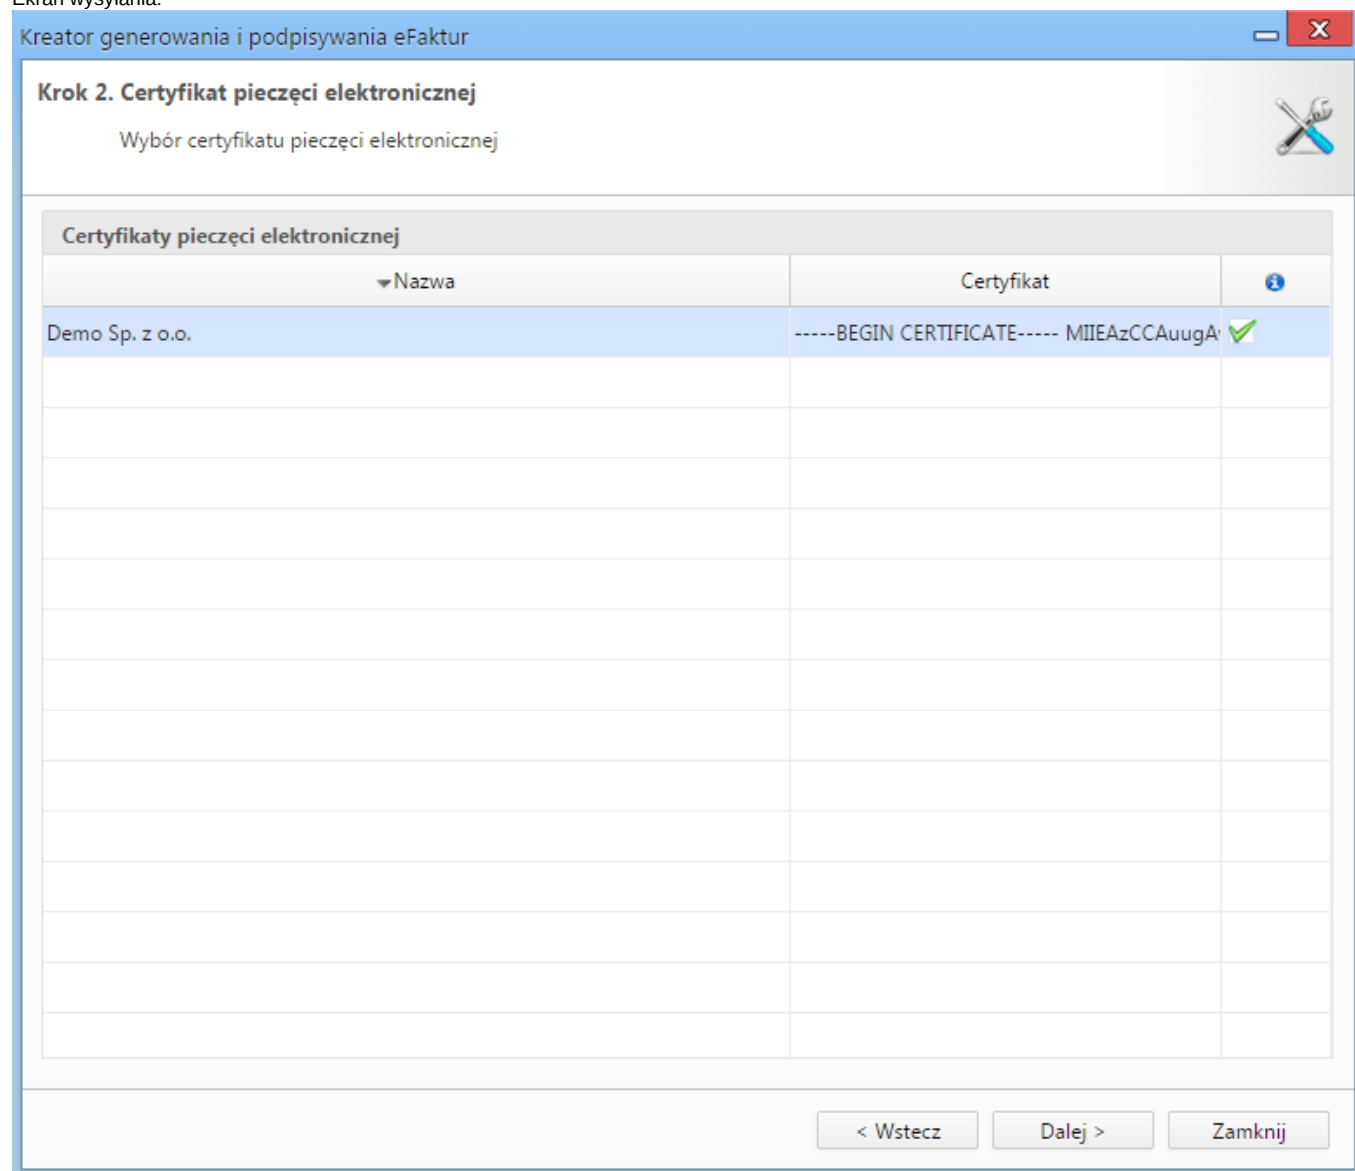 Ekran wysyłania.
Kreator generowania i podpisywania eFaktur
Krok 2. Certyfikat pieczęci elektronicznej
Wybór certyfikatu pieczęci elektronicznej
Certyfikaty pieczęci elektronicznej
Nazwa Certyfikat
Demo Sp. z o.o. -----BEGIN CERTIFICATE----- MIIEAzCCAuugA
< Wstecz Dalej > Zamknij